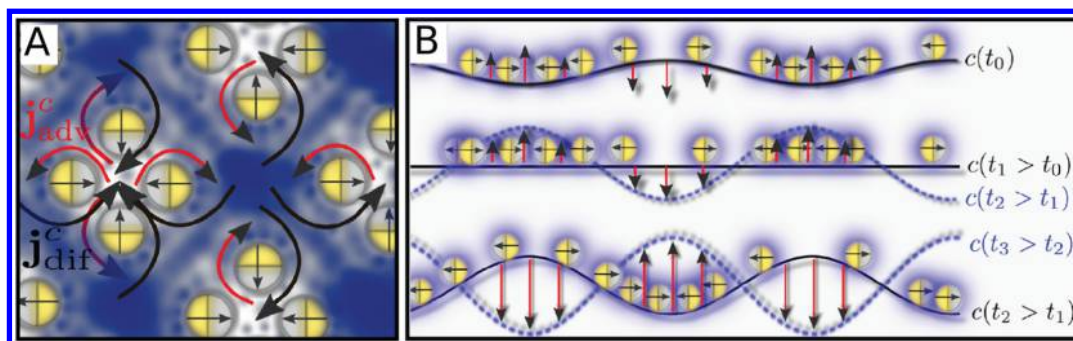 A
j^c_adv
j^c_dif
B
c(t_0)
c(t_1 > t_0)
c(t_2 > t_1)
c(t_3 > t_2)
c(t_2 > t_1)